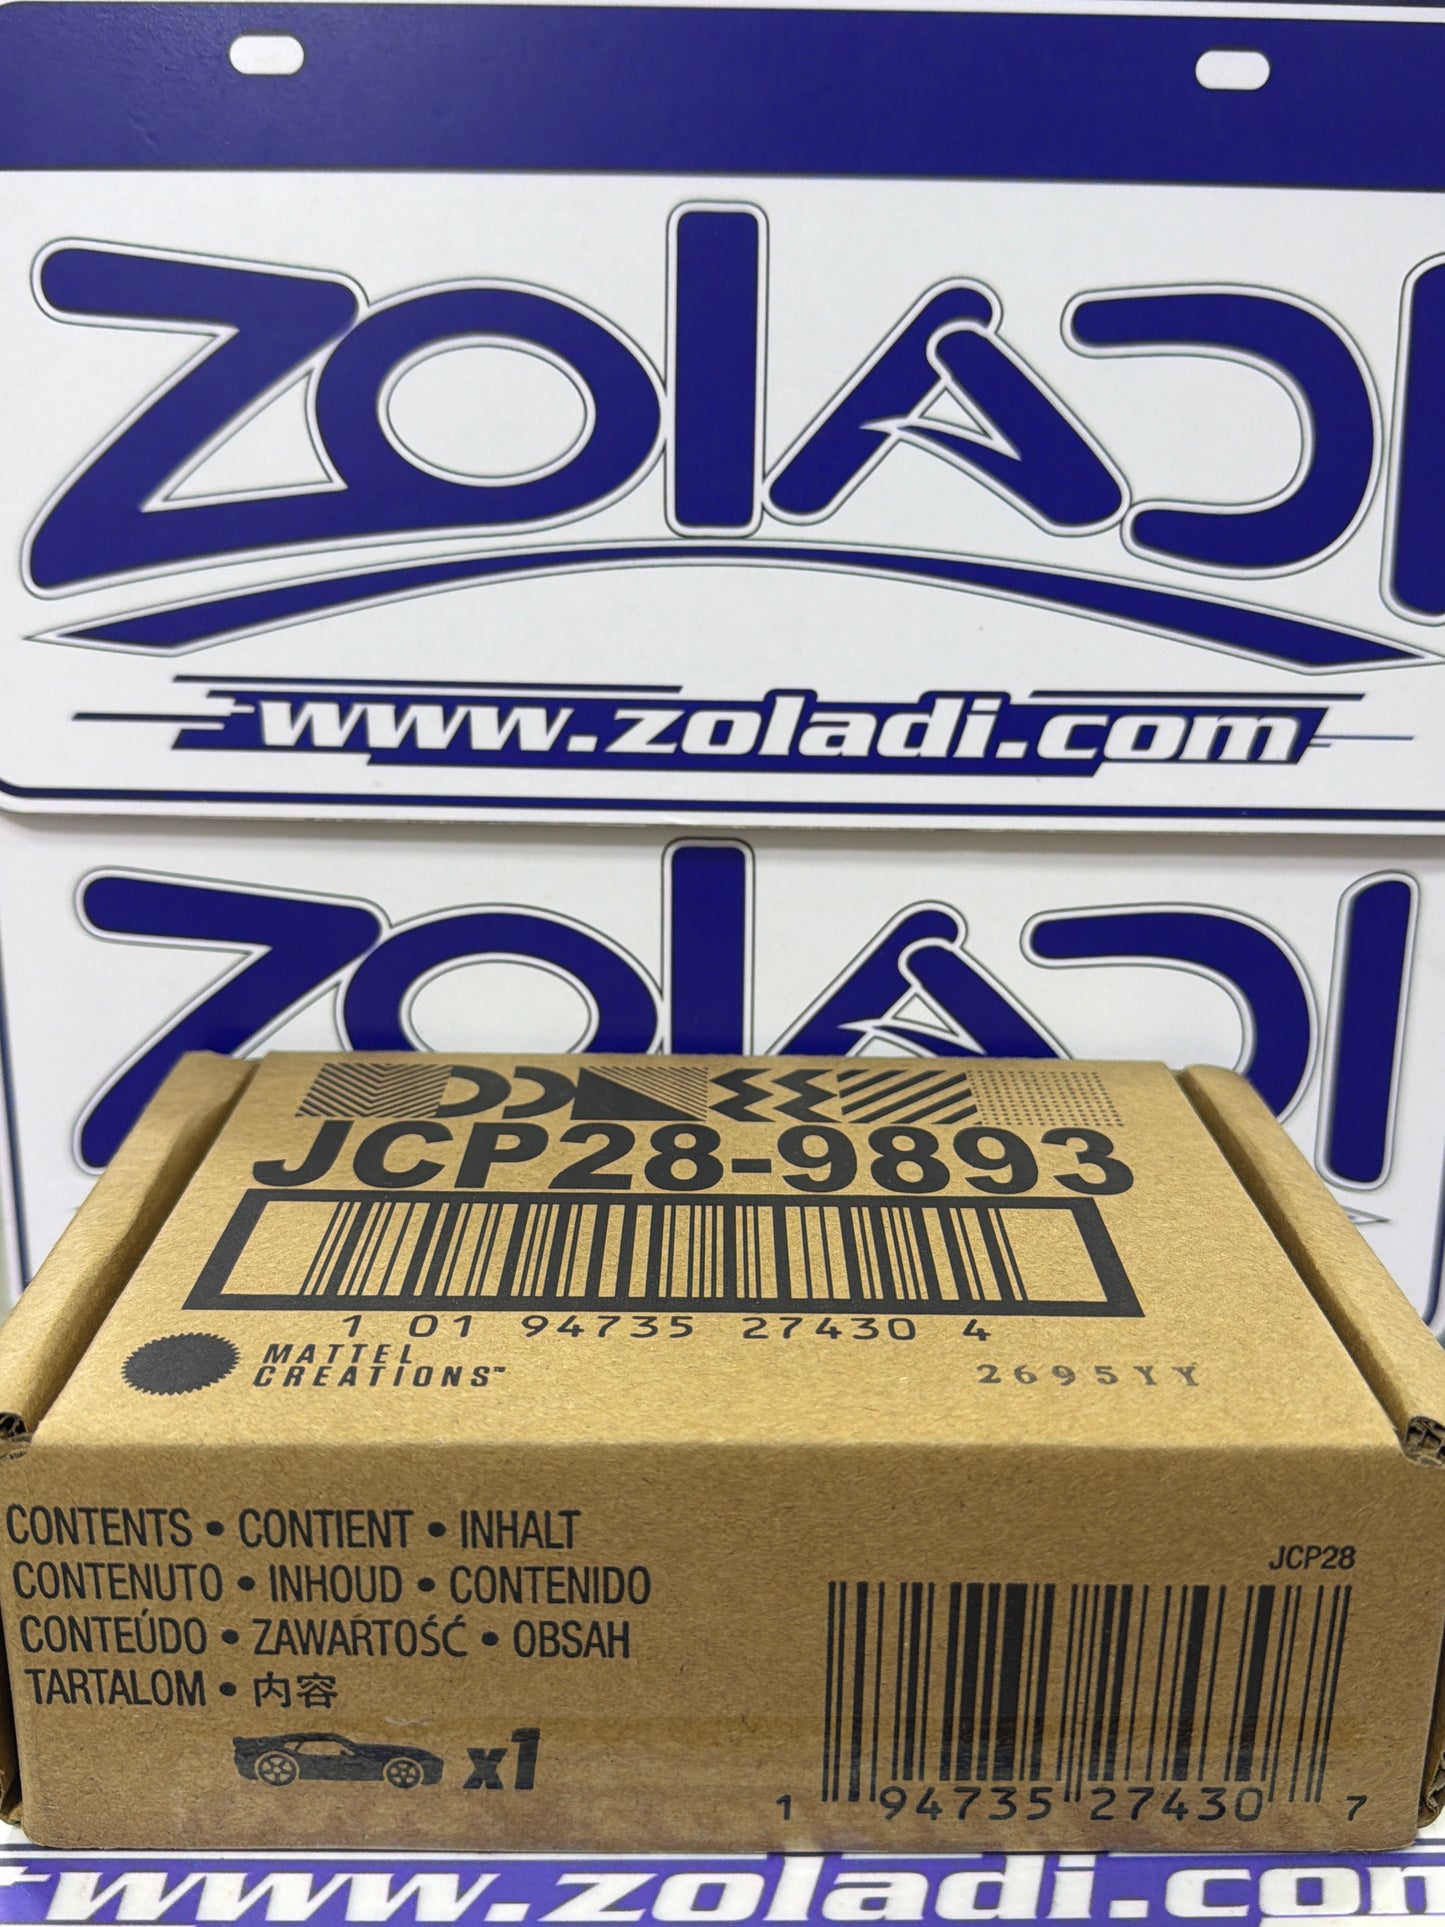 ZOLADI
www.zoladi.com
ZOLADI
JCP28-9893
1 01 94735 27430 4
MATTEL
CREATIONS™
2695YY
CONTENTS • CONTIENT • INHALT
CONTENUTO • INHOUD • CONTENIDO
CONTEÚDO • ZAWARTOŚĆ • OBSAH
TARTALOM • 内容
x1
JCP28
1 94735 27430 7
www.zoladi.com